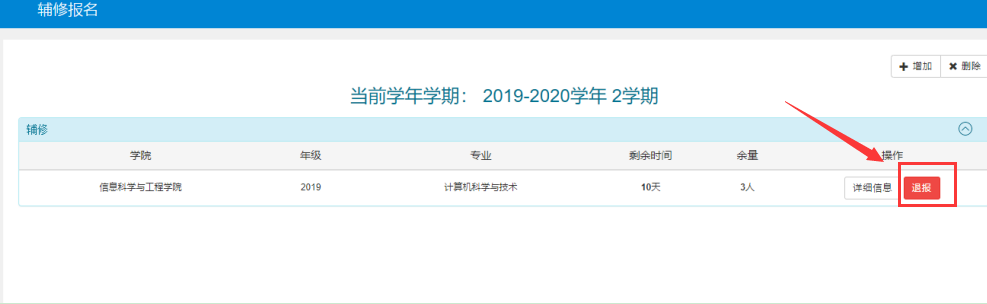 辅修报名
增加 删除
当前学年学期： 2019-2020学年 2学期
辅修
学院 年级 专业 剩余时间 余量 操作
信息科学与工程学院 2019 计算机科学与技术 10天 3人 详细信息 退报